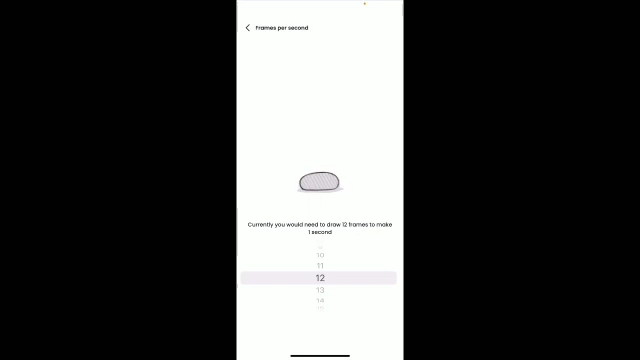 Frames per second
Currently you would need to draw 12 frames to make
1 second
10
11
12
13
14